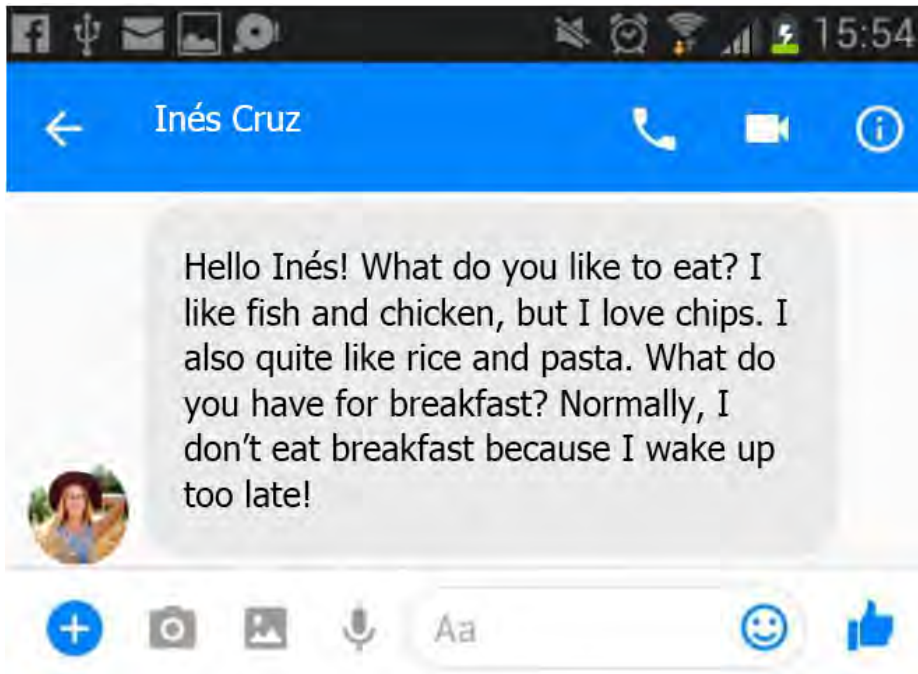 15:54
Inés Cruz
Hello Inés! What do you like to eat? I
like fish and chicken, but I love chips. I
also quite like rice and pasta. What do
you have for breakfast? Normally, I
don’t eat breakfast because I wake up
too late!
Aa